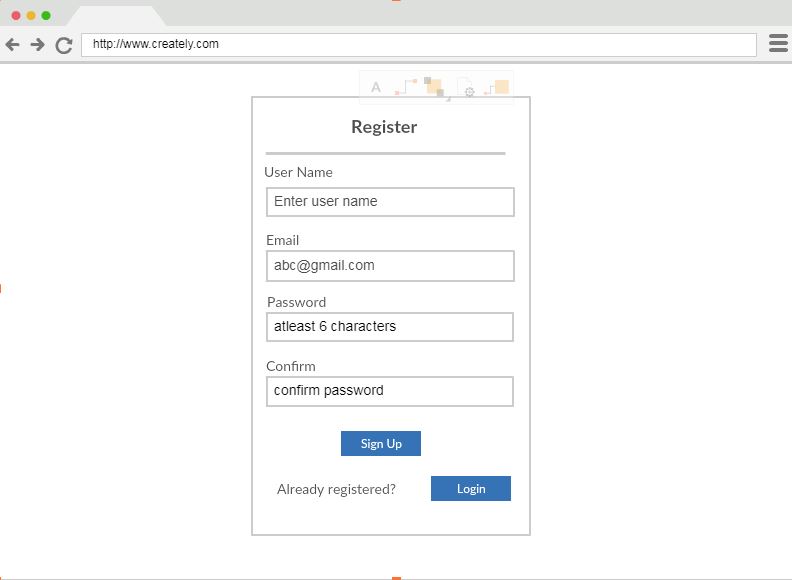 http://www.creately.com
A
Register
User Name
Enter user name
Email
abc@gmail.com
Password
atleast 6 characters
Confirm
confirm password
Sign Up
Already registered? Login